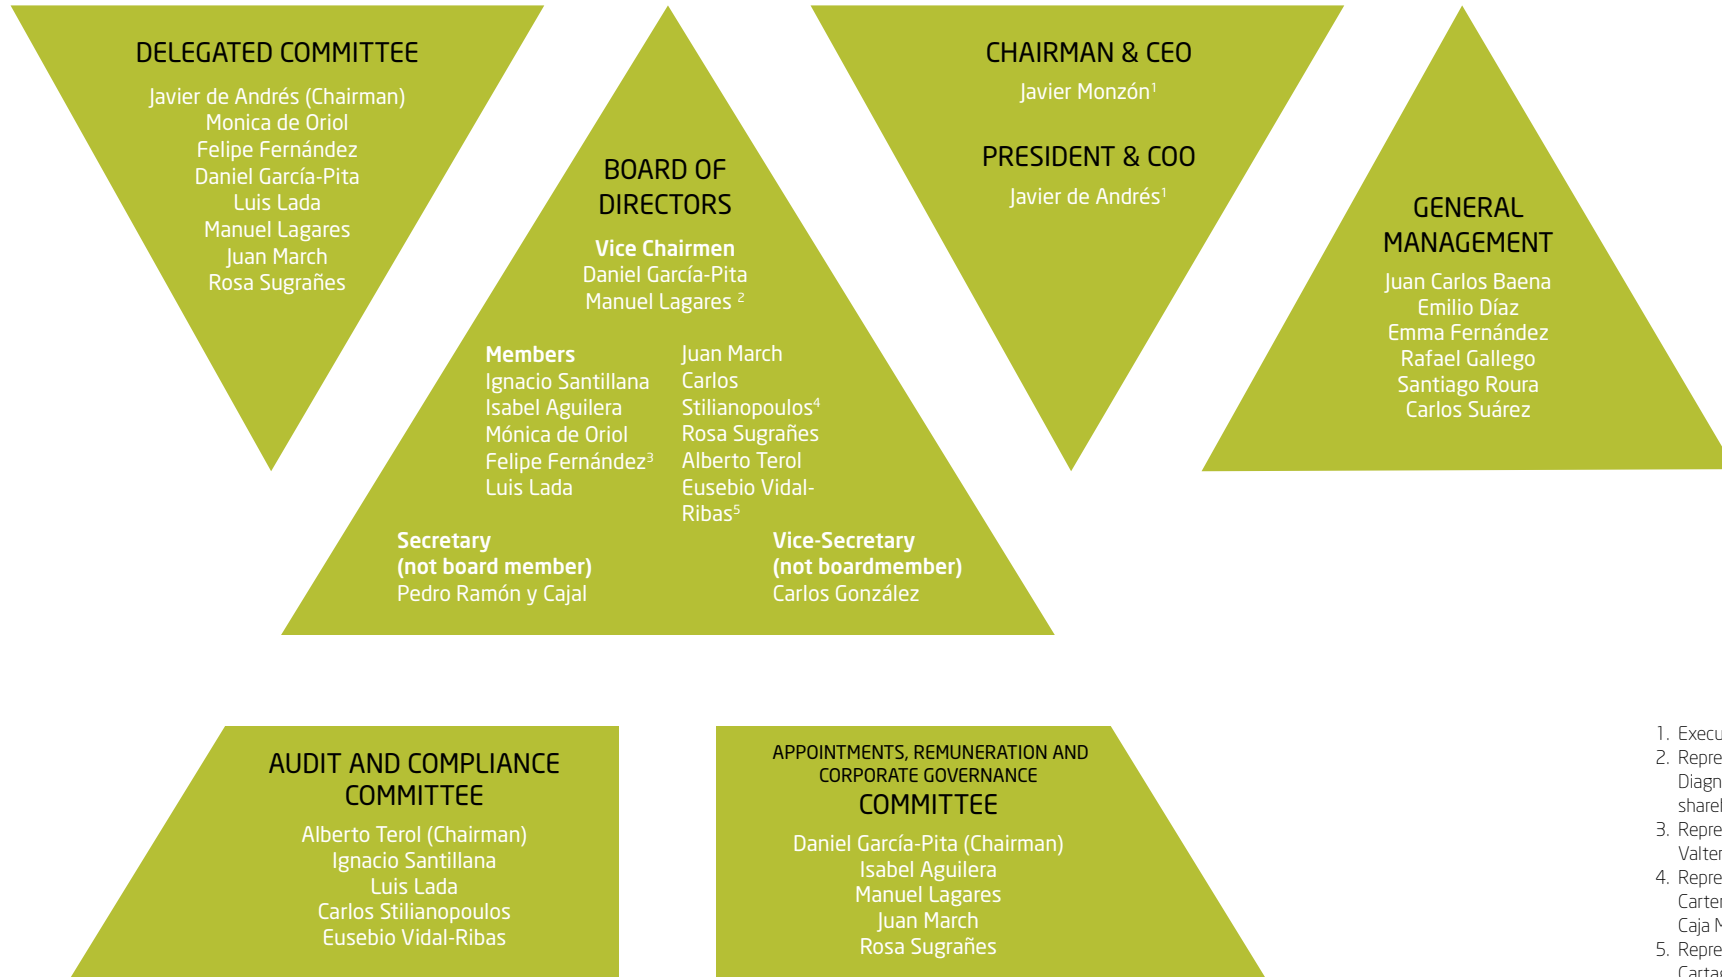 DELEGATED COMMITTEE
Javier de Andrés (Chairman)
Monica de Oriol
Felipe Fernández
Daniel García-Pita
Luis Lada
Manuel Lagares
Juan March
Rosa Sugrañes
BOARD OF
DIRECTORS
Vice Chairmen
Daniel García-Pita
Manuel Lagares ²
Members
Ignacio Santillana
Isabel Aguilera
Mónica de Oriol
Felipe Fernández³
Luis Lada
Juan March
Carlos
Stilianopoulos⁴
Rosa Sugrañes
Alberto Terol
Eusebio Vidal-
Ribas⁵
Secretary
(not board member)
Pedro Ramón y Cajal
Vice-Secretary
(not boardmember)
Carlos González
CHAIRMAN & CEO
Javier Monzón¹
PRESIDENT & COO
Javier de Andrés¹
GENERAL
MANAGEMENT
Juan Carlos Baena
Emilio Díaz
Emma Fernández
Rafael Gallego
Santiago Roura
Carlos Suárez
AUDIT AND COMPLIANCE
COMMITTEE
Alberto Terol (Chairman)
Ignacio Santillana
Luis Lada
Carlos Stilianopoulos
Eusebio Vidal-Ribas
APPOINTMENTS, REMUNERATION AND
CORPORATE GOVERNANCE
COMMITTEE
Daniel García-Pita (Chairman)
Isabel Aguilera
Manuel Lagares
Juan March
Rosa Sugrañes
1.
2.
3.
4.
Caja
5.